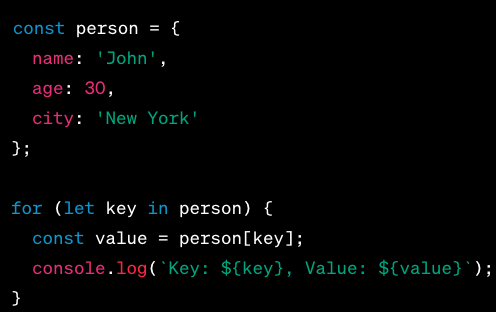 const person = {
  name: 'John',
  age: 30,
  city: 'New York'
};

for (let key in person) {
  const value = person[key];
  console.log(`Key: ${key}, Value: ${value}`);
}